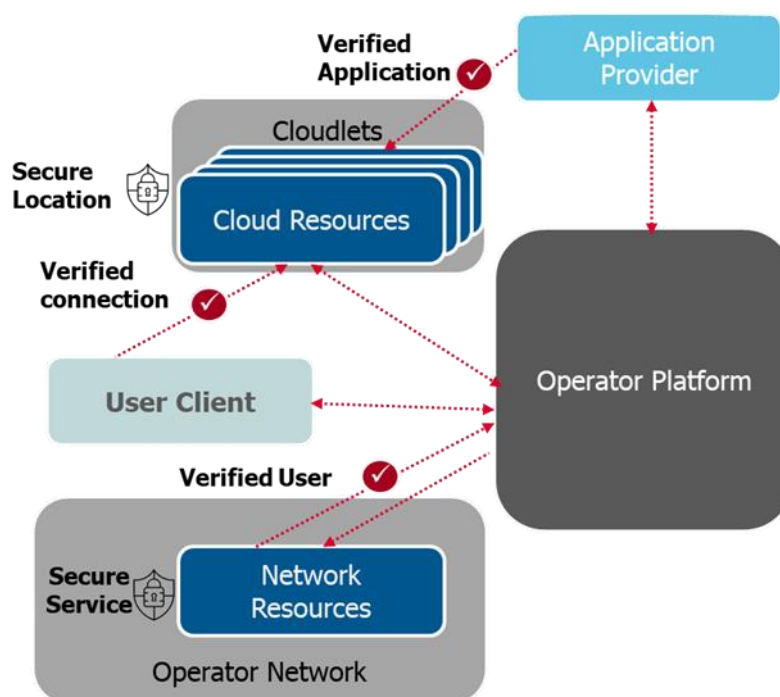 Verified
Application
Application
Provider
Cloudlets
Secure
Location
Cloud Resources
Verified
connection
Operator Platform
User Client
Verified User
Secure
Service
Network
Resources
Operator Network